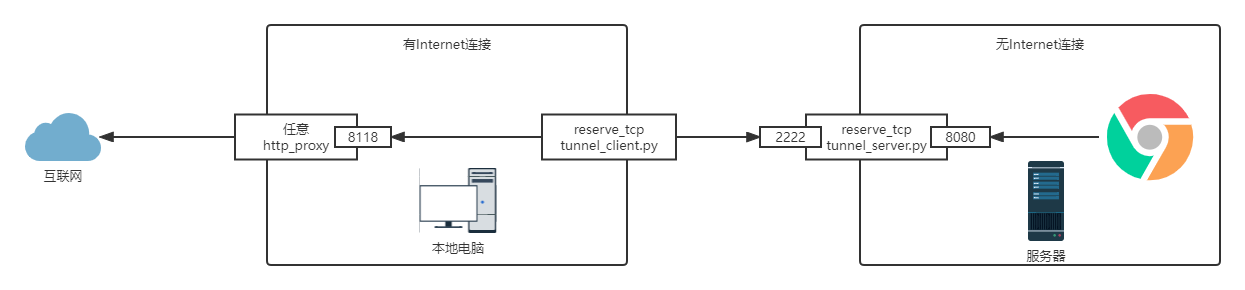 有Internet连接
无Internet连接
互联网
任意
http_proxy
8118
reserve_tcp
tunnel_client.py
本地电脑
2222
reserve_tcp
tunnel_server.py
8080
服务器